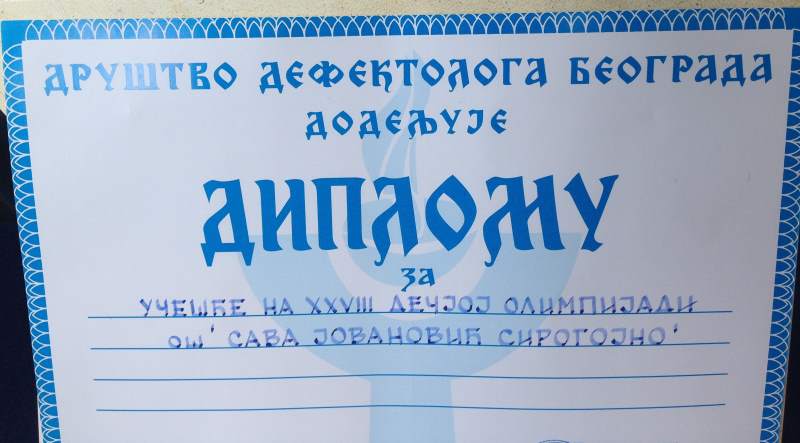 ДРУШТВО ДЕФЕКТОЛОГА БЕОГРАДА
ДОДЕЉУЈЕ
ДИПЛОМУ
ЗА
УЧЕШЋЕ НА XXVIII ДЕЧЈОЈ ОЛИМПИЈАДИ
ОШ ' САВА ЈОВАНОВИЋ СИРОГОЈНО '